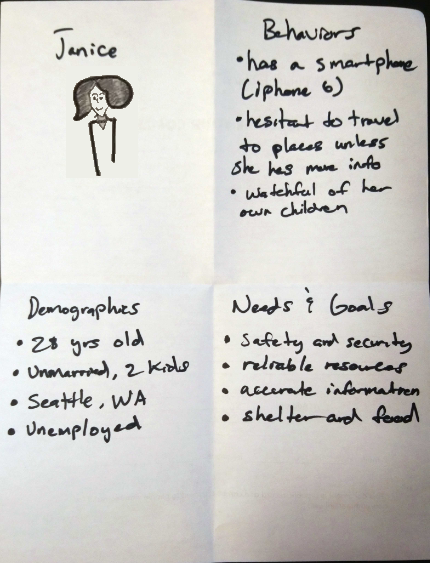 Janice
Behaviors
• has a smartphone
(iphone 6)
• hesitant to travel
to places unless
she has more info
• watchful of her
own children
Demographics
• 28 yrs old
• Unmarried, 2 kids
• Seattle, WA
• Unemployed
Needs & Goals
• Safety and security
• reliable resources
• accurate information
• shelter and food